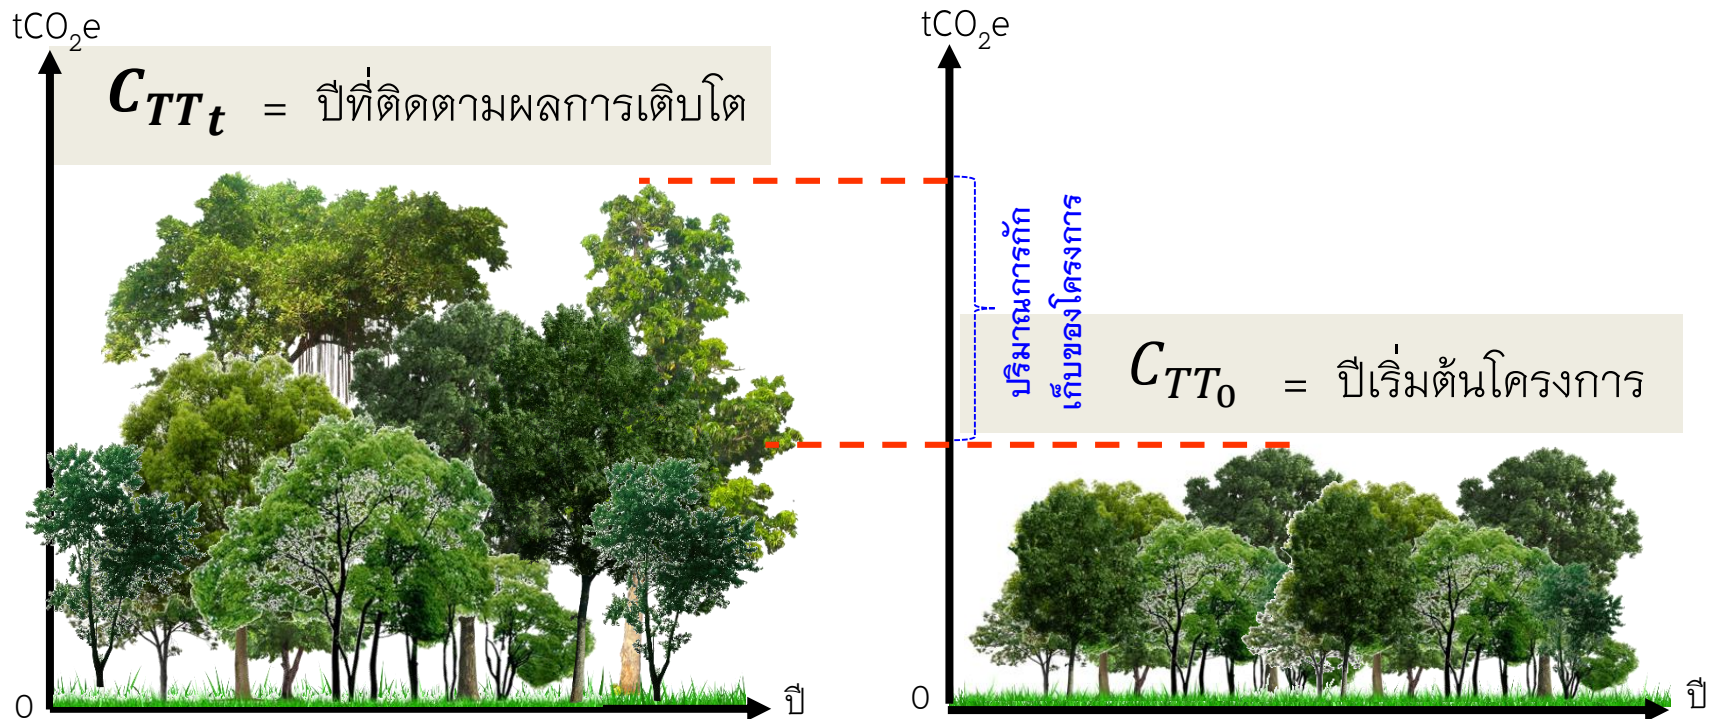 tCO₂e
C_TT_t = ปีที่ติดตามผลการเติบโต
0
ปี
tCO₂e
ปริมาณการกัก
เก็บของโครงการ
C_TT_0 = ปีเริ่มต้นโครงการ
0
ปี